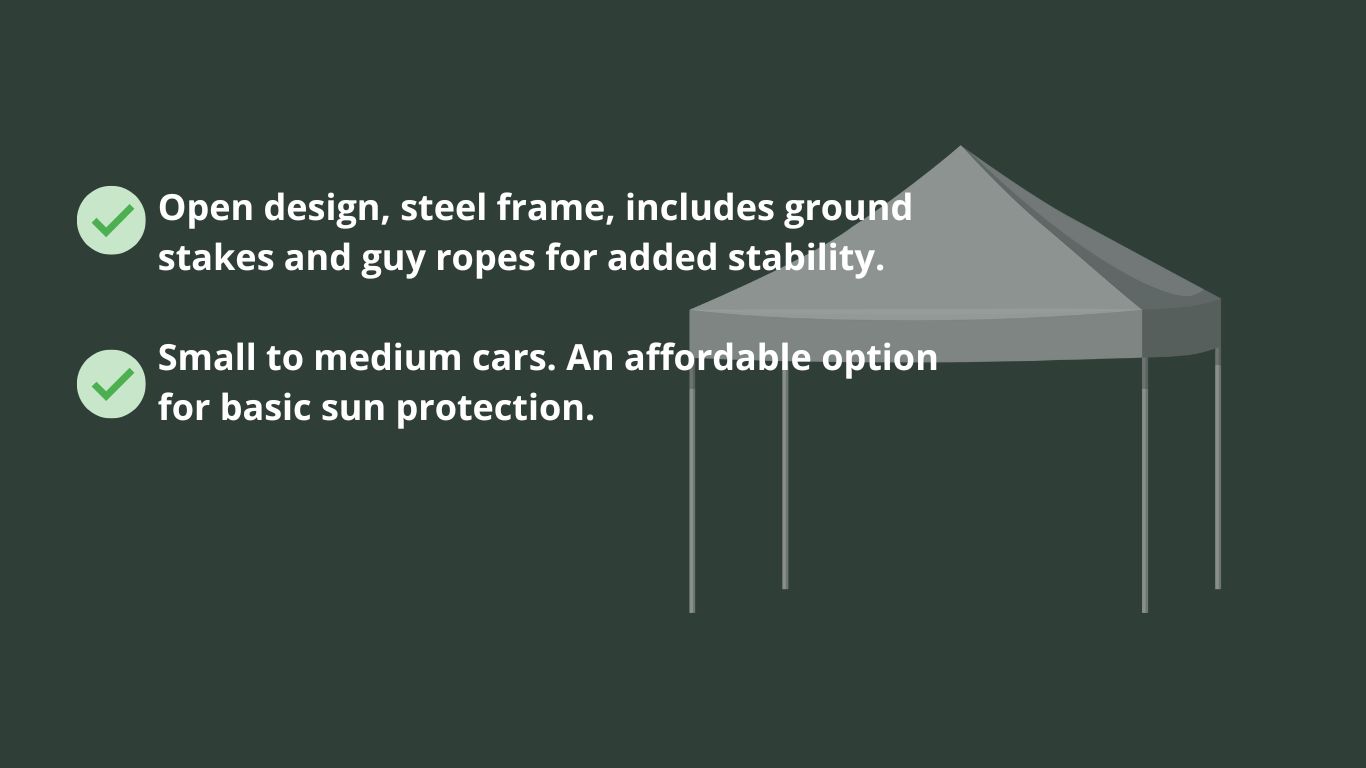 Open design, steel frame, includes ground
stakes and guy ropes for added stability.
Small to medium cars. An affordable option
for basic sun protection.